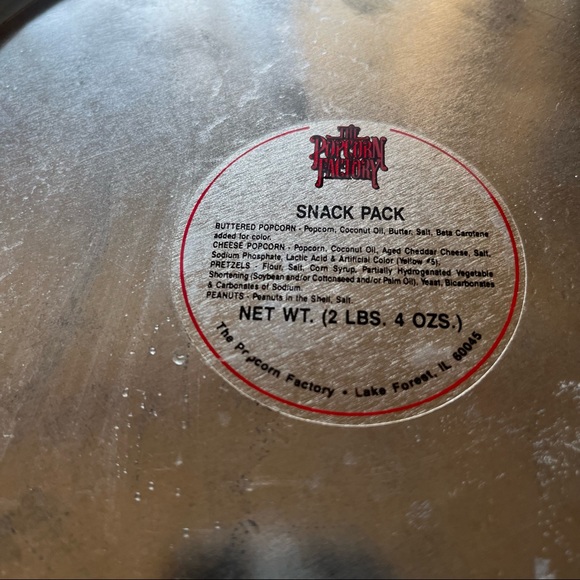 THE
POPCORN
FACTORY
SNACK PACK
BUTTERED POPCORN - Popcorn, Coconut Oil, Butter, Salt, Beta Carotene
added for color.
CHEESE POPCORN - Popcorn, Coconut Oil, Aged Cheddar Cheese, Salt,
Sodium Phosphate, Lactic Acid & Artificial Color (Yellow #5).
PRETZELS - Flour, Salt, Corn Syrup, Partially Hydrogenated Vegetable
Shortening (Soybean and/or Cottonseed and/or Palm Oil), Yeast, Bicarbonates
& Carbonates of Sodium.
PEANUTS - Peanuts in the Shell, Salt.
NET WT. (2 LBS. 4 OZS.)
The Popcorn Factory • Lake Forest, IL 60045